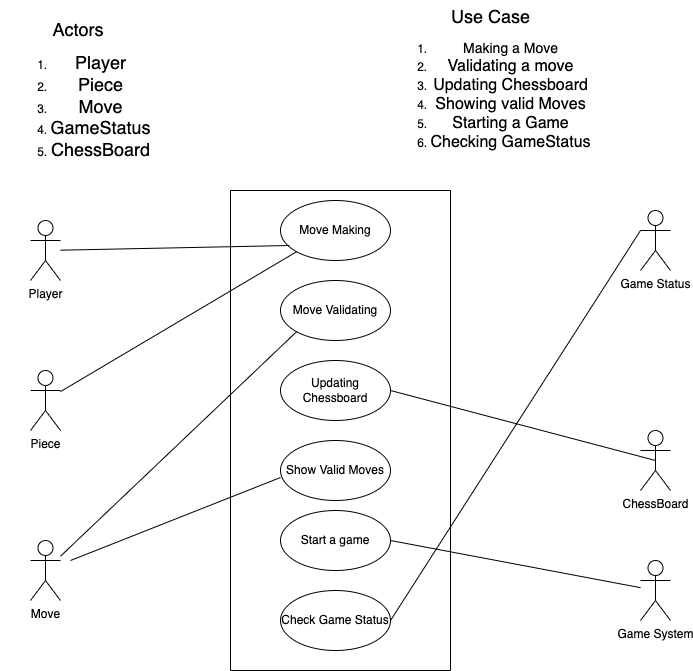 Actors
1. Player
2. Piece
3. Move
4. GameStatus
5. ChessBoard
Use Case
1. Making a Move
2. Validating a move
3. Updating Chessboard
4. Showing valid Moves
5. Starting a Game
6. Checking GameStatus
Move Making
Player
Game Status
Move Validating
Updating
Chessboard
Piece
Show Valid Moves
ChessBoard
Start a game
Move
Check Game Status
Game System